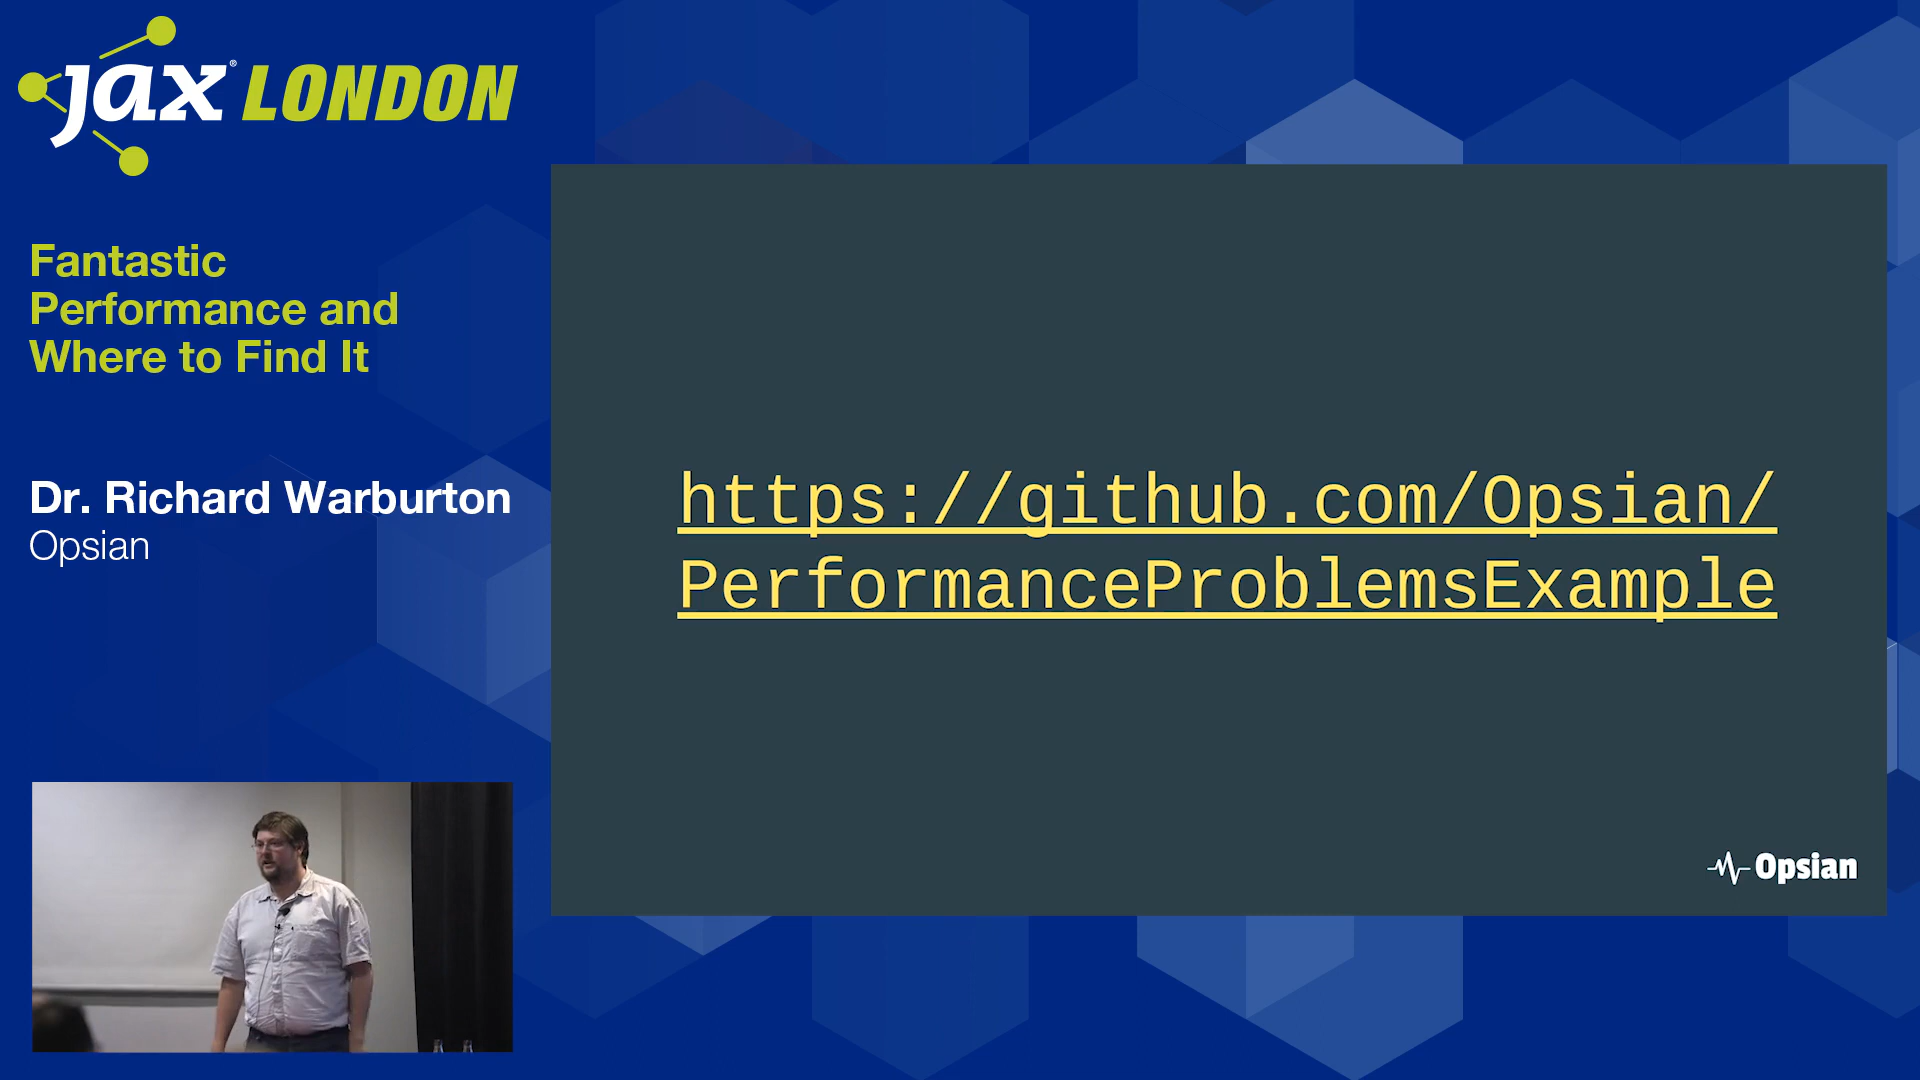 jax® LONDON
Fantastic
Performance and
Where to Find It
Dr. Richard Warburton
Opsian
https://github.com/Opsian/
PerformanceProblemsExample
Opsian